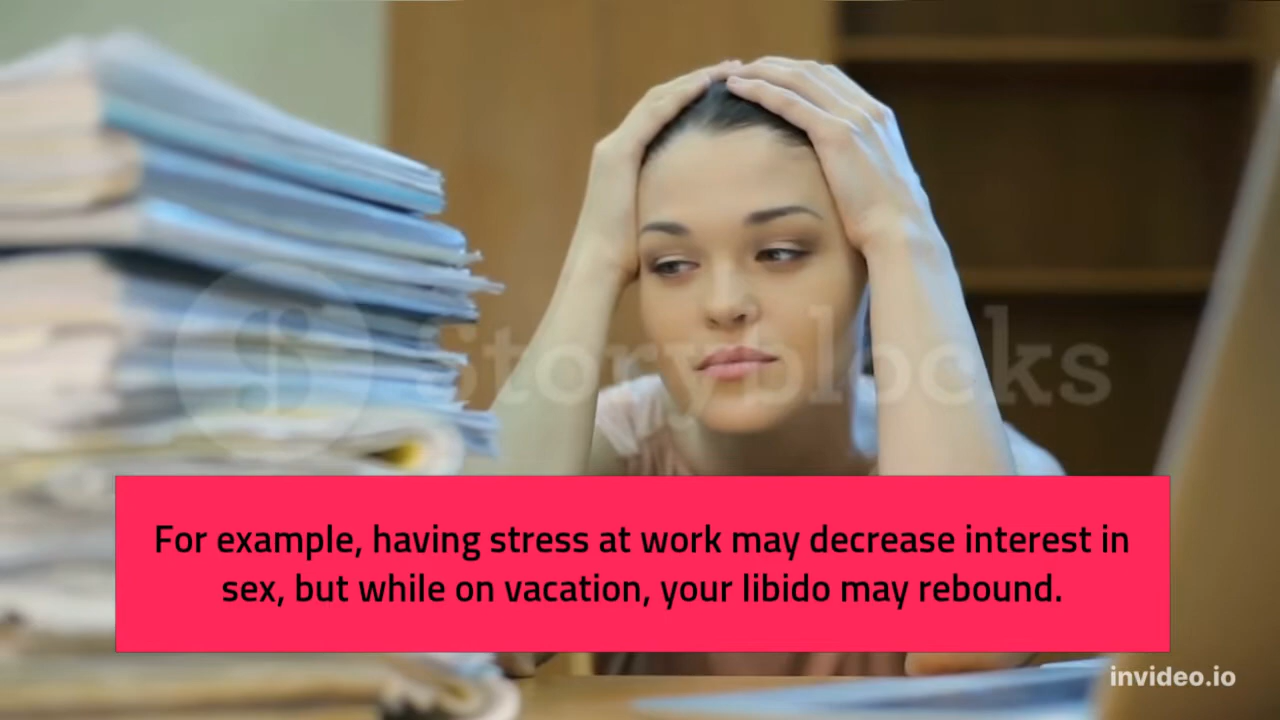 Storyblocks
For example, having stress at work may decrease interest in
sex, but while on vacation, your libido may rebound.
invideo.io